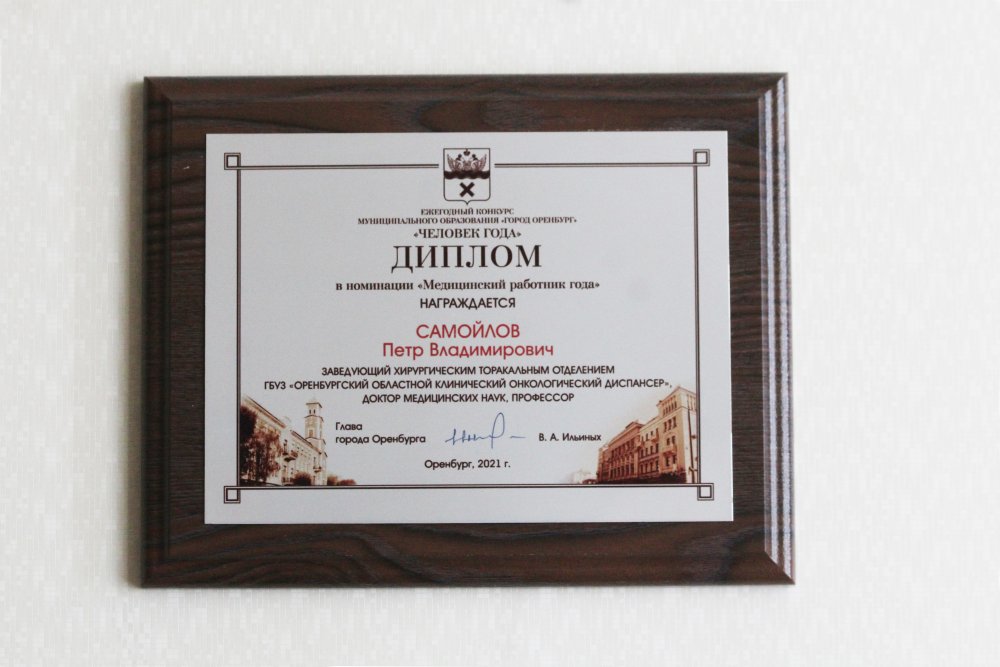 ЕЖЕГОДНЫЙ КОНКУРС
МУНИЦИПАЛЬНОГО ОБРАЗОВАНИЯ «ГОРОД ОРЕНБУРГ»
«ЧЕЛОВЕК ГОДА»
ДИПЛОМ
в номинации «Медицинский работник года»
НАГРАЖДАЕТСЯ
САМОЙЛОВ
Петр Владимирович
ЗАВЕДУЮЩИЙ ХИРУРГИЧЕСКИМ ТОРАКАЛЬНЫМ ОТДЕЛЕНИЕМ
ГБУЗ «ОРЕНБУРГСКИЙ ОБЛАСТНОЙ КЛИНИЧЕСКИЙ ОНКОЛОГИЧЕСКИЙ ДИСПАНСЕР»,
ДОКТОР МЕДИЦИНСКИХ НАУК, ПРОФЕССОР
Глава
города Оренбурга В. А. Ильиных
Оренбург, 2021 г.